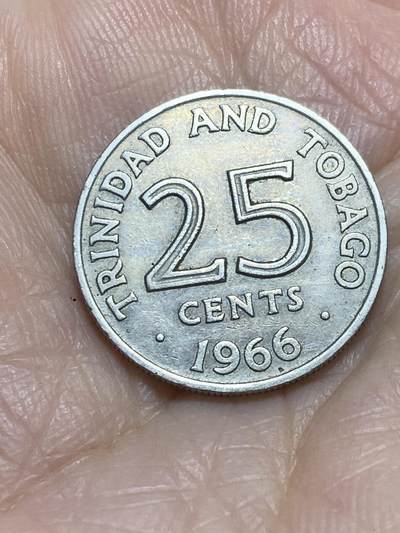 TRINIDAD AND TOBAGO
25
CENTS
· 1966 ·